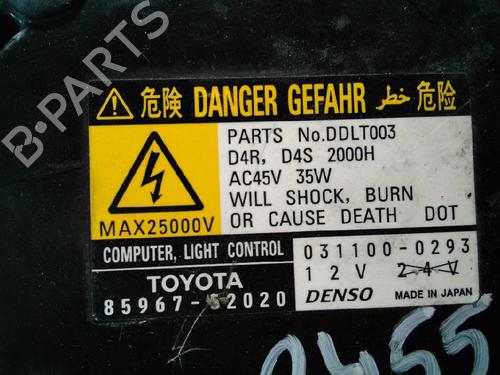 B-PARTS
危険 DANGER GEFAHR خطر 危险
PARTS No.DDLT003
D4R, D4S 2000H
AC45V 35W
WILL SHOCK, BURN
OR CAUSE DEATH DOT
MAX25000V
COMPUTER, LIGHT CONTROL
031100-0293
TOYOTA
12V 24V
85967-52020
DENSO MADE IN JAPAN
0455